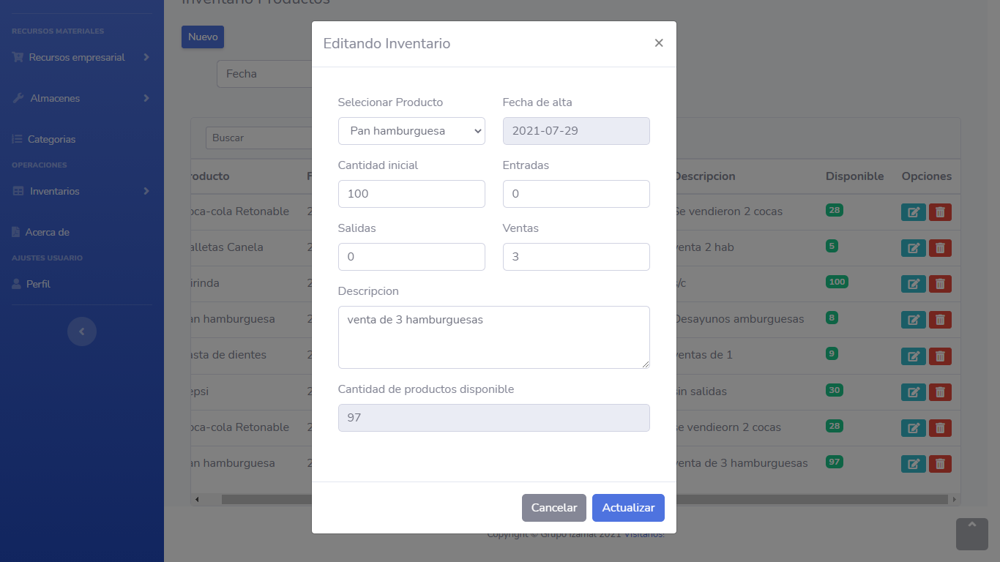 Inventario Productos
RECURSOS MATERIALES
Recursos empresarial
Almacenes
Categorias
OPERACIONES
Inventarios
Acerca de
AJUSTES USUARIO
Perfil
Nuevo
Fecha
Buscar
roducto F Descripcion Disponible Opciones
oca-cola Retonable 2 Se vendieron 2 cocas 28
alletas Canela 2 venta 2 hab 5
irinda 2 s/c 100
an hamburguesa 2 Desayunos amburguesas 8
asta de dientes 2 ventas de 1 9
epsi 2 sin salidas 30
oca-cola Retonable 2 se vendieorn 2 cocas 28
an hamburguesa 2 venta de 3 hamburguesas 97
Editando Inventario ×
Selecionar Producto Fecha de alta
Pan hamburguesa 2021-07-29
Cantidad inicial Entradas
100 0
Salidas Ventas
0 3
Descripcion
venta de 3 hamburguesas
Cantidad de productos disponible
97
Cancelar Actualizar
Copyright © Grupo Izamal 2021 Visitanos!